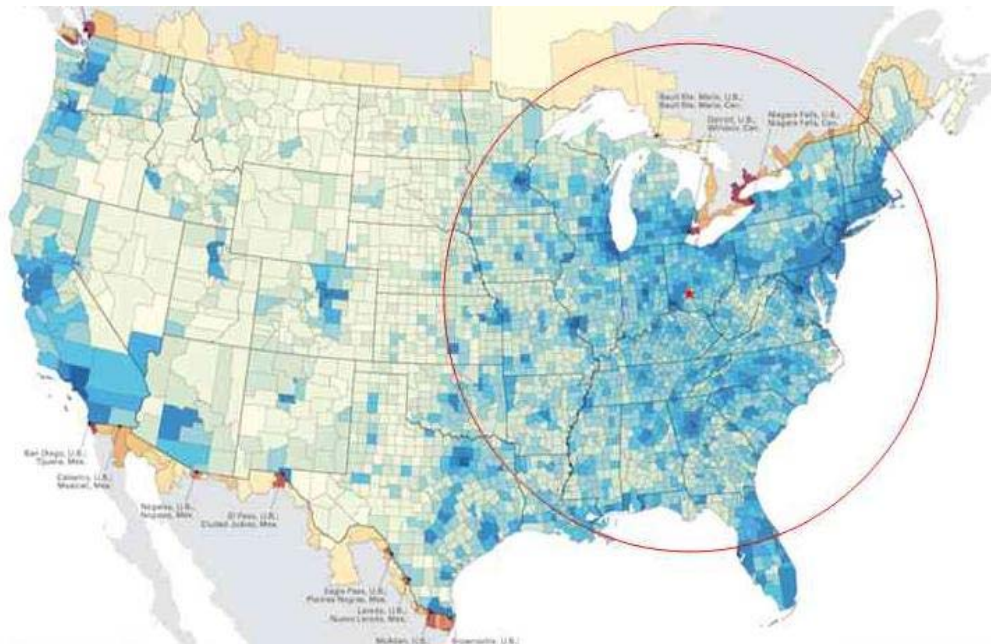 Sault Ste. Marie, U.S.;
Sault Ste. Marie, Can.
Detroit, U.S.;
Windsor, Can.
Niagara Falls, U.S.;
Niagara Falls, Can.
San Diego, U.S.;
Tijuana, Mex.
Calexico, U.S.;
Mexicali, Mex.
Nogales, U.S.;
Nogales, Mex.
El Paso, U.S.;
Ciudad Juárez, Mex.
Eagle Pass, U.S.;
Piedras Negras, Mex.
Laredo, U.S.;
Nuevo Laredo, Mex.
McAllen, U.S.;
Brownsville, U.S.;